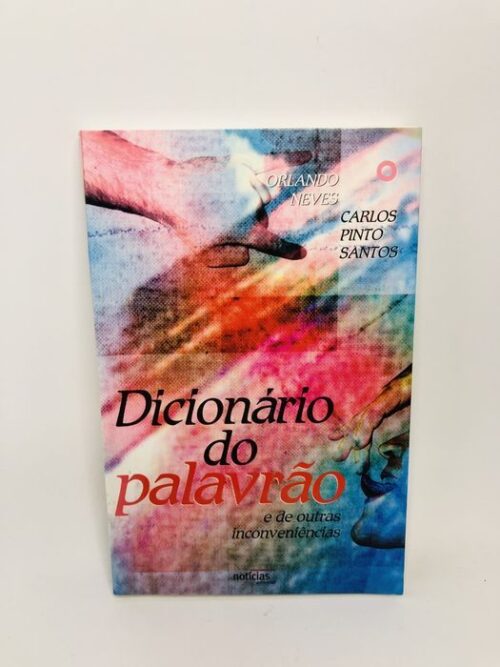 ORLANDO
NEVES
CARLOS
PINTO
SANTOS
Dicionário
do
palavrão
e de outras
inconveniências
notícias